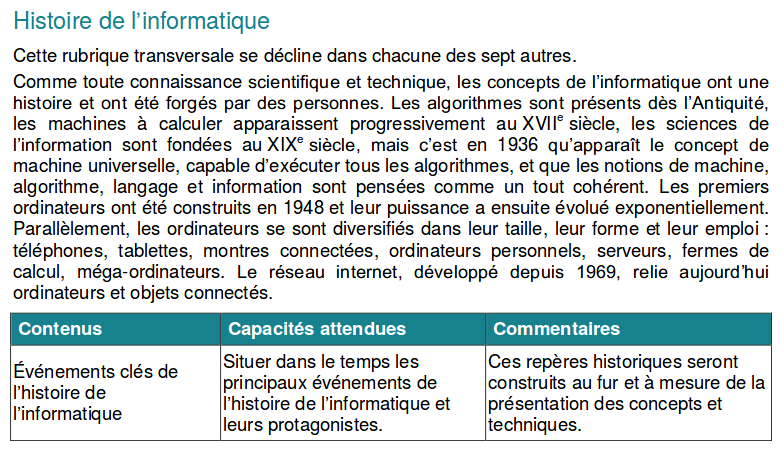 Histoire de l’informatique
Cette rubrique transversale se décline dans chacune des sept autres.
Comme toute connaissance scientifique et technique, les concepts de l’informatique ont une
histoire et ont été forgés par des personnes. Les algorithmes sont présents dès l’Antiquité,
les machines à calculer apparaissent progressivement au XVIIe siècle, les sciences de
l’information sont fondées au XIXe siècle, mais c’est en 1936 qu’apparaît le concept de
machine universelle, capable d’exécuter tous les algorithmes, et que les notions de machine,
algorithme, langage et information sont pensées comme un tout cohérent. Les premiers
ordinateurs ont été construits en 1948 et leur puissance a ensuite évolué exponentiellement.
Parallèlement, les ordinateurs se sont diversifiés dans leur taille, leur forme et leur emploi :
téléphones, tablettes, montres connectées, ordinateurs personnels, serveurs, fermes de
calcul, méga-ordinateurs. Le réseau internet, développé depuis 1969, relie aujourd’hui
ordinateurs et objets connectés.
Contenus
Capacités attendues
Commentaires
Événements clés de
l’histoire de
l’informatique
Situer dans le temps les
principaux événements de
l’histoire de l’informatique et
leurs protagonistes.
Ces repères historiques seront
construits au fur et à mesure de la
présentation des concepts et
techniques.